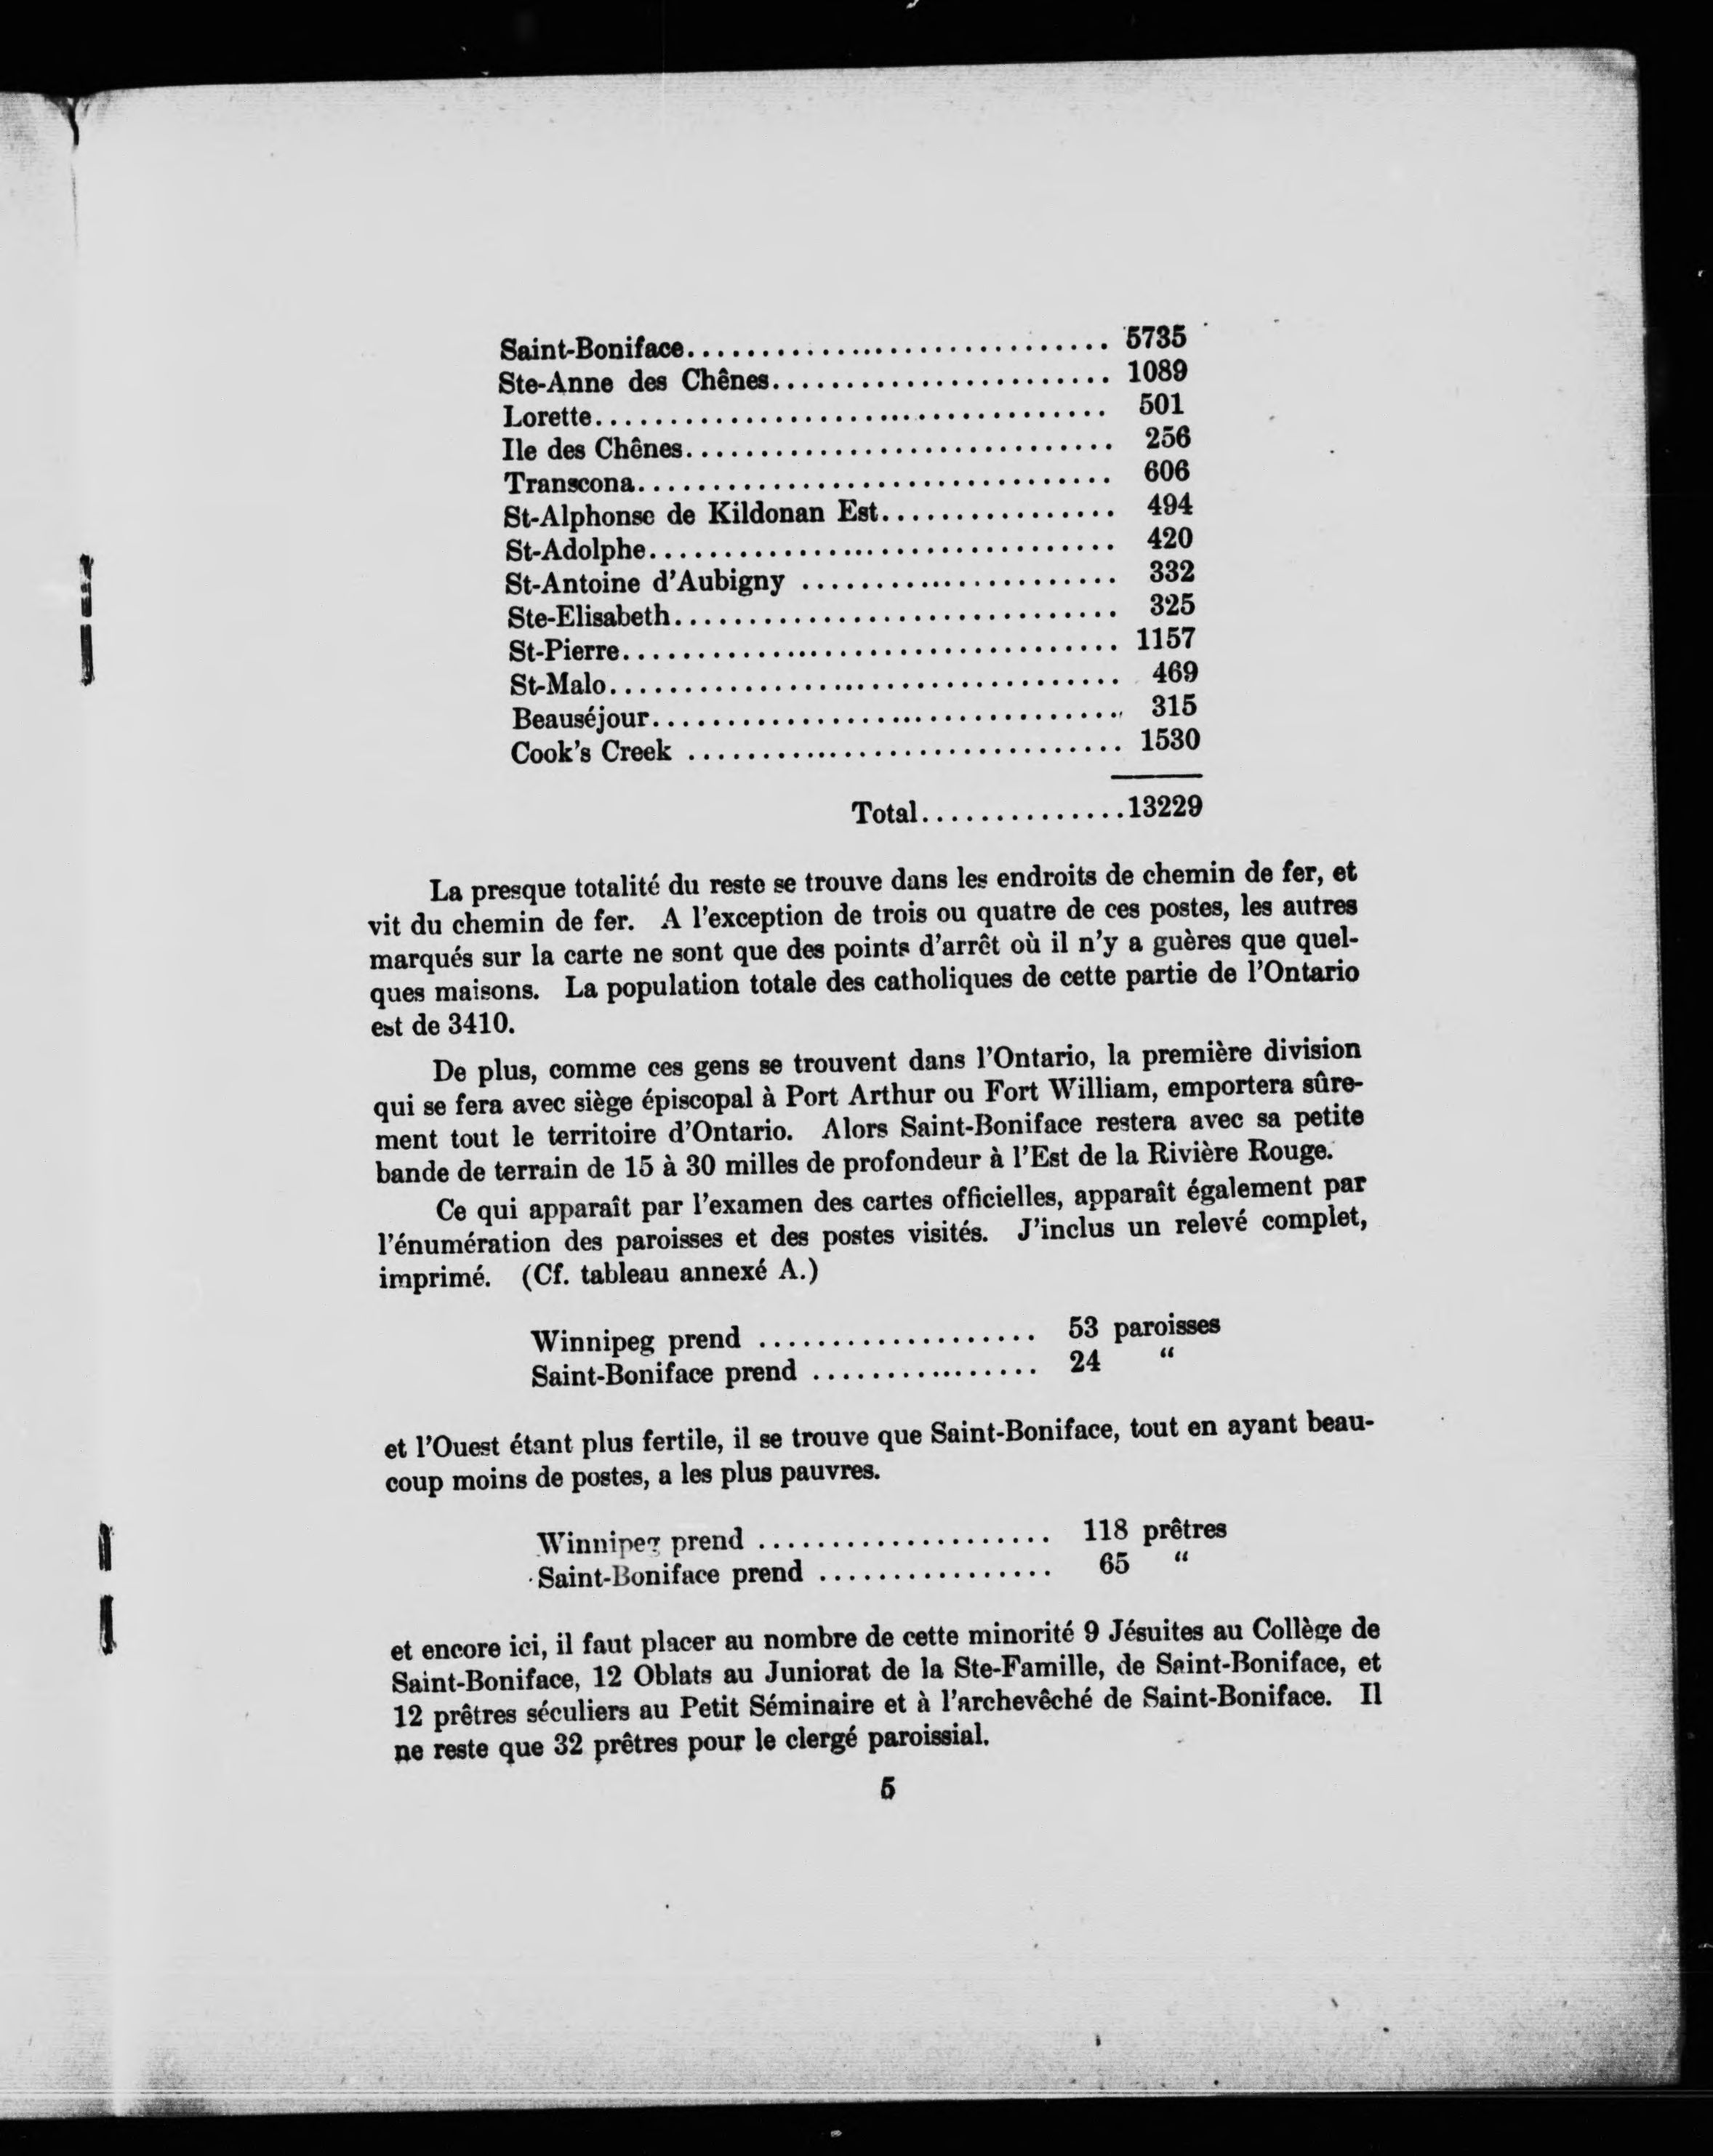 Saint-Boniface.............................. 5735
Ste-Anne des Chênes....................... 1089
Lorette................................... 501
Ile des Chênes............................. 256
Transcona................................ 606
St-Alphonse de Kildonan Est................ 494
St-Adolphe................................ 420
St-Antoine d'Aubigny ...................... 332
Ste-Elisabeth.............................. 325
St-Pierre.................................. 1157
St-Malo................................... 469
Beauséjour................................ 315
Cook's Creek .............................. 1530
Total..............13229
La presque totalité du reste se trouve dans les endroits de chemin de fer, et
vit du chemin de fer. A l'exception de trois ou quatre de ces postes, les autres
marqués sur la carte ne sont que des points d'arrêt où il n'y a guères que quel-
ques maisons. La population totale des catholiques de cette partie de l'Ontario
est de 3410.
De plus, comme ces gens se trouvent dans l'Ontario, la première division
qui se fera avec siège épiscopal à Port Arthur ou Fort William, emportera sûre-
ment tout le territoire d'Ontario. Alors Saint-Boniface restera avec sa petite
bande de terrain de 15 à 30 milles de profondeur à l'Est de la Rivière Rouge.
Ce qui apparaît par l'examen des cartes officielles, apparaît également par
l'énumération des paroisses et des postes visités. J'inclus un relevé complet,
imprimé. (Cf. tableau annexé A.)
Winnipeg prend ................... 53 paroisses
Saint-Boniface prend ................ 24 “
et l'Ouest étant plus fertile, il se trouve que Saint-Boniface, tout en ayant beau-
coup moins de postes, a les plus pauvres.
Winnipeg prend .................... 118 prêtres
Saint-Boniface prend ................ 65 “
et encore ici, il faut placer au nombre de cette minorité 9 Jésuites au Collège de
Saint-Boniface, 12 Oblats au Juniorat de la Ste-Famille, de Saint-Boniface, et
12 prêtres séculiers au Petit Séminaire et à l'archevêché de Saint-Boniface. Il
ne reste que 32 prêtres pour le clergé paroissial.
5